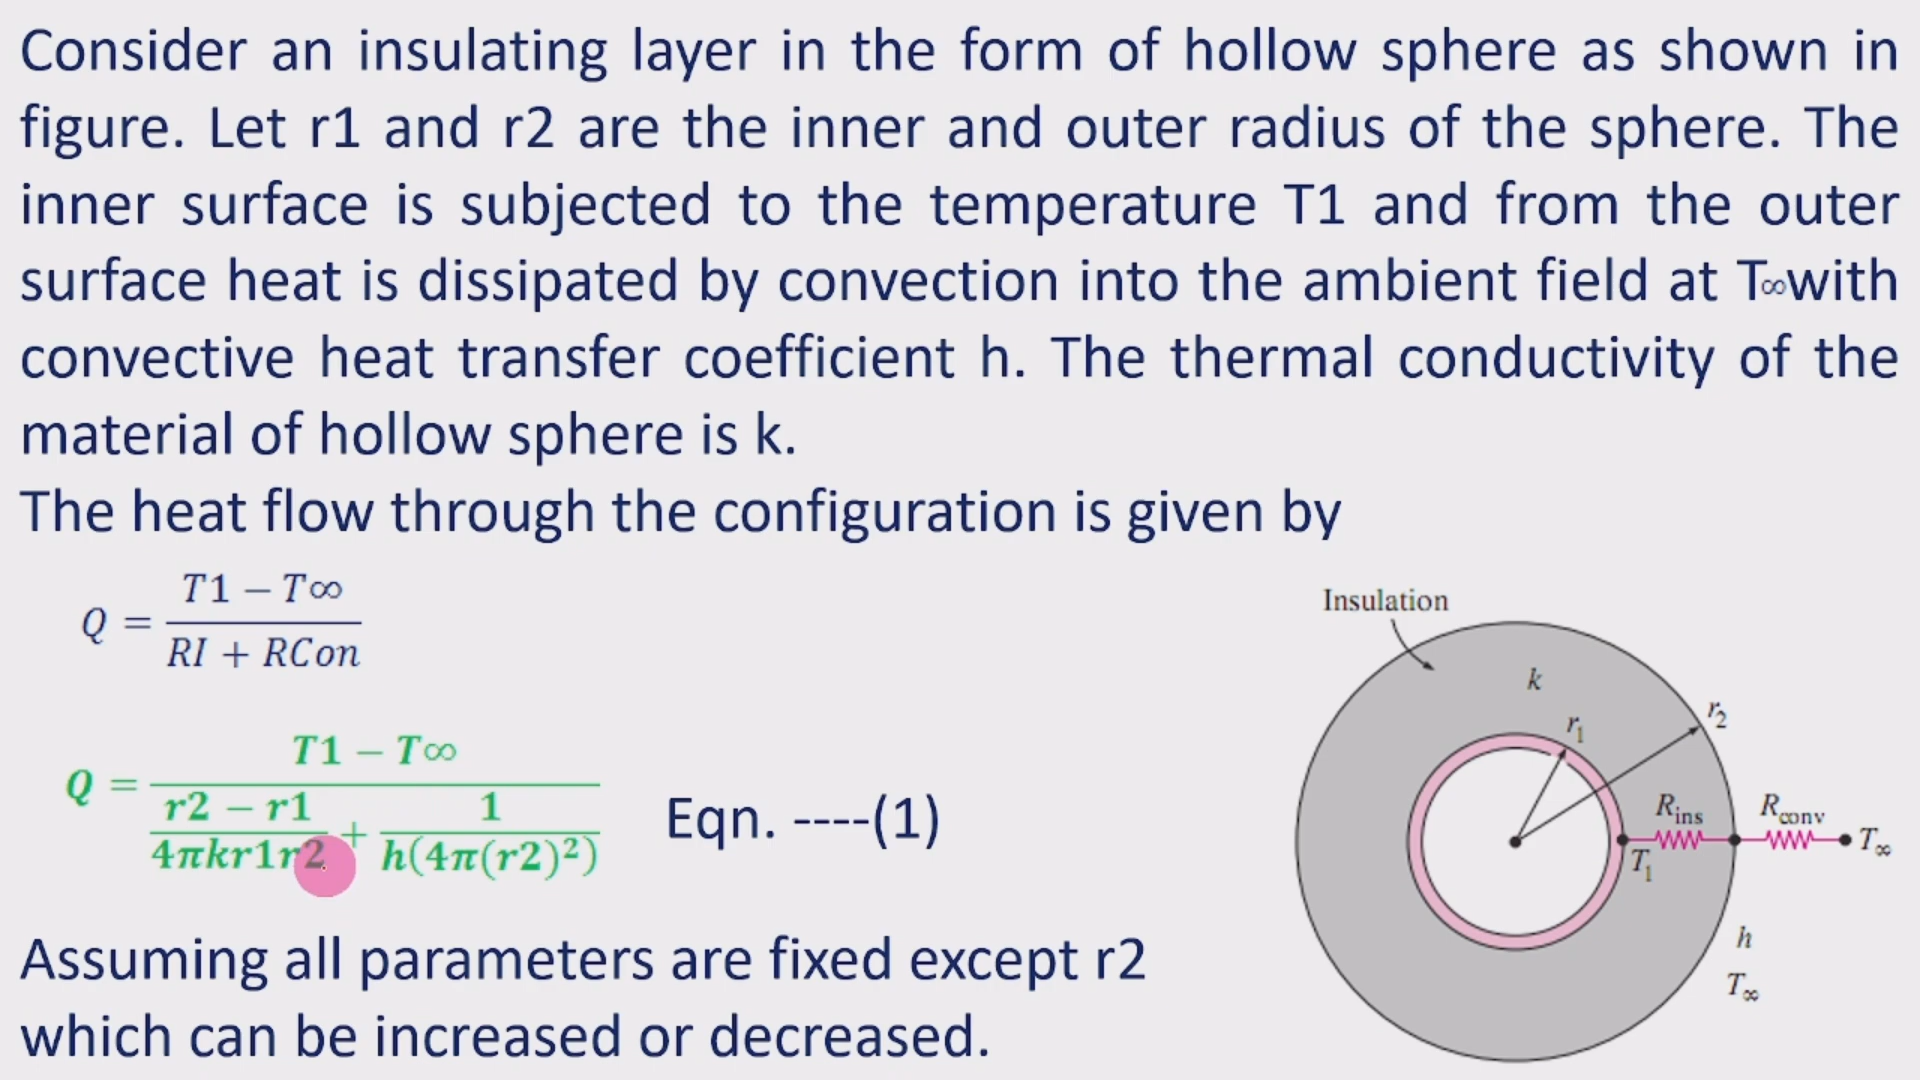 Consider an insulating layer in the form of hollow sphere as shown in
figure. Let r1 and r2 are the inner and outer radius of the sphere. The
inner surface is subjected to the temperature T1 and from the outer
surface heat is dissipated by convection into the ambient field at T∞with
convective heat transfer coefficient h. The thermal conductivity of the
material of hollow sphere is k.
The heat flow through the configuration is given by
T1 − T∞
Q =
RI + RCon
T1 − T∞
Q =
r2 − r1
4πkr1r2
+
1
h(4π(r2)²)
Eqn. ----(1)
Assuming all parameters are fixed except r2
which can be increased or decreased.
Insulation
k
r₁
r₂
Rins
Rconv
T₁
T∞
h
T∞